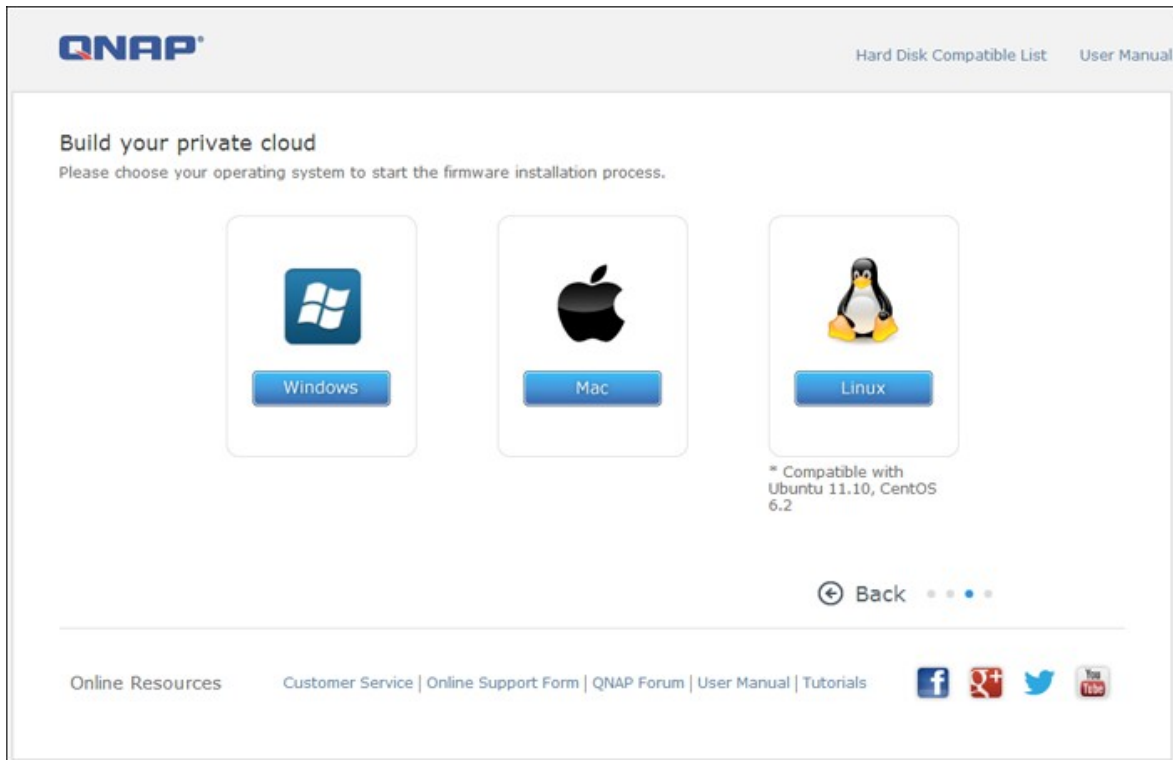 QNAP
Hard Disk Compatible List User Manual
Build your private cloud
Please choose your operating system to start the firmware installation process.
Windows Mac Linux
* Compatible with
Ubuntu 11.10, CentOS
6.2
Back
Online Resources Customer Service | Online Support Form | QNAP Forum | User Manual | Tutorials
f g+ You
Tube